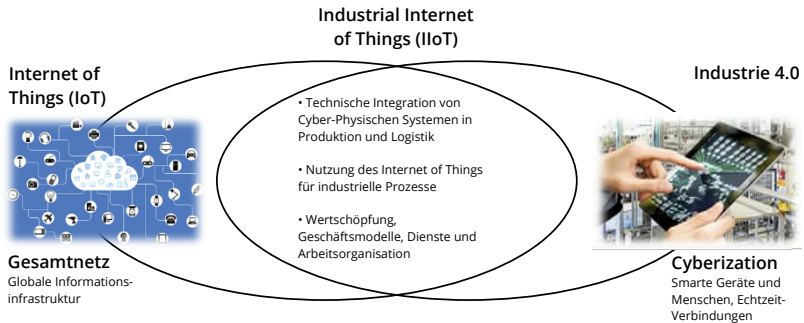 Industrial Internet
of Things (IIoT)
Internet of
Things (IoT)
Industrie 4.0
• Technische Integration von
Cyber-Physischen Systemen in
Produktion und Logistik
• Nutzung des Internet of Things
für industrielle Prozesse
• Wertschöpfung,
Geschäftsmodelle, Dienste und
Arbeitsorganisation
Gesamtnetz
Globale Informations-
infrastruktur
Cyberization
Smarte Geräte und
Menschen, Echtzeit-
Verbindungen